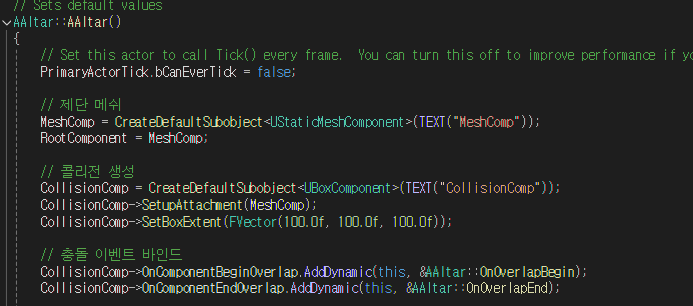 // Sets default values
AAltar::AAltar()
{
// Set this actor to call Tick() every frame.  You can turn this off to improve performance if yo
PrimaryActorTick.bCanEverTick = false;
// 제단 메쉬
MeshComp = CreateDefaultSubobject<UStaticMeshComponent>(TEXT("MeshComp"));
RootComponent = MeshComp;
// 콜리전 생성
CollisionComp = CreateDefaultSubobject<UBoxComponent>(TEXT("CollisionComp"));
CollisionComp->SetupAttachment(MeshComp);
CollisionComp->SetBoxExtent(FVector(100.0f, 100.0f, 100.0f));
// 충돌 이벤트 바인드
CollisionComp->OnComponentBeginOverlap.AddDynamic(this, &AAltar::OnOverlapBegin);
CollisionComp->OnComponentEndOverlap.AddDynamic(this, &AAltar::OnOverlapEnd);